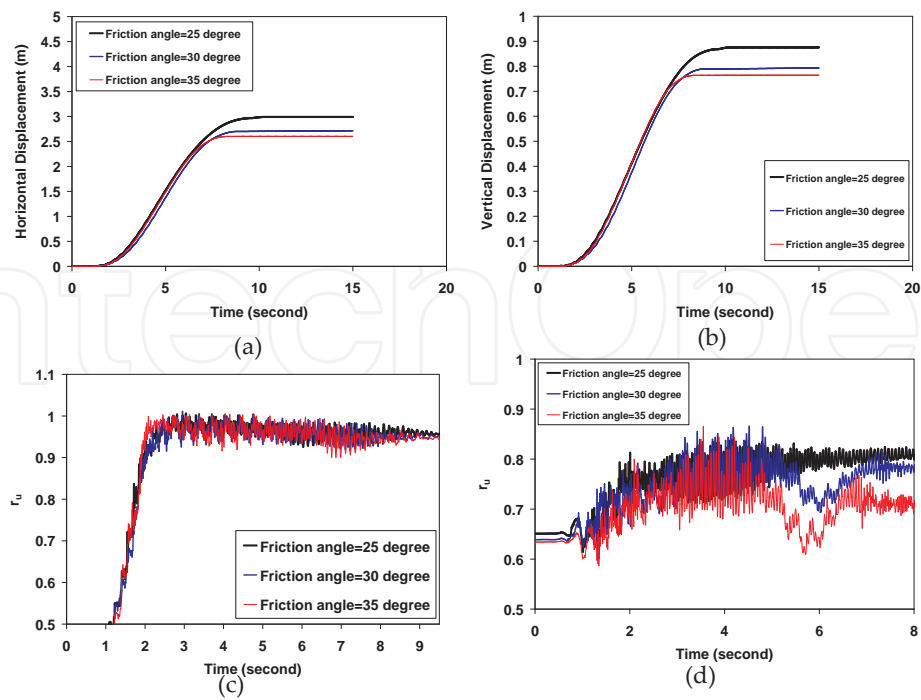 5
4.5
4
3.5
3
2.5
2
1.5
1
0.5
0
Horizontal Displacement (m)
Friction angle=25 degree
Friction angle=30 degree
Friction angle=35 degree
0 5 10 15 20
Time (second)
(a)
1
0.9
0.8
0.7
0.6
0.5
0.4
0.3
0.2
0.1
0
Vertical Displacement (m)
Friction angle=25 degree
Friction angle=30 degree
Friction angle=35 degree
0 5 10 15 20
Time (second)
(b)
1.1
1
0.9
0.8
0.7
0.6
0.5
r_u
Friction angle=25 degree
Friction angle=30 degree
Friction angle=35 degree
0 1 2 3 4 5 6 7 8 9
Time (second)
(c)
1
0.9
0.8
0.7
0.6
0.5
r_u
Friction angle=25 degree
Friction angle=30 degree
Friction angle=35 degree
0 2 4 6 8
Time (second)
(d)